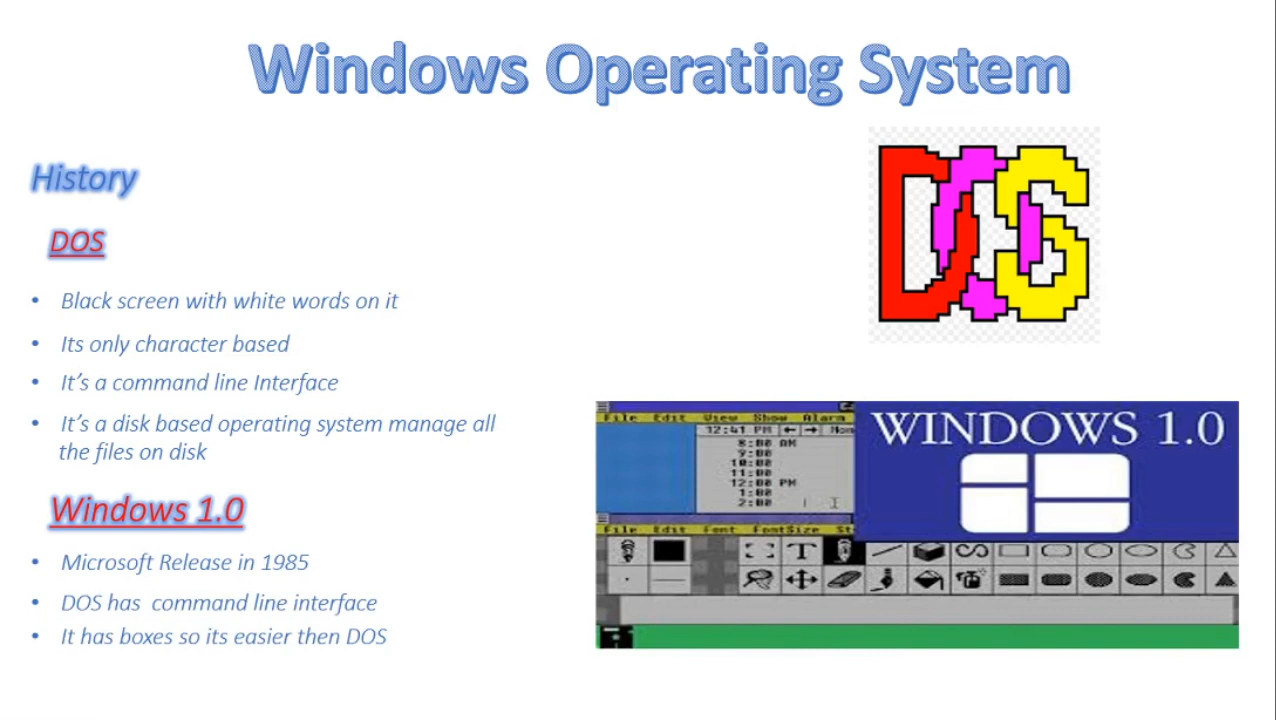 Windows Operating System
History
DOS
• Black screen with white words on it
• Its only character based
• It’s a command line Interface
• It’s a disk based operating system manage all
the files on disk
Windows 1.0
• Microsoft Release in 1985
• DOS has command line interface
• It has boxes so its easier then DOS
DOS
File Edit View Show Alarm
12:41 PM
8:00 AM
9:00
10:00
11:00
12:00 PM
1:00
2:00
WINDOWS 1.0
File Edit Font FontSize
T